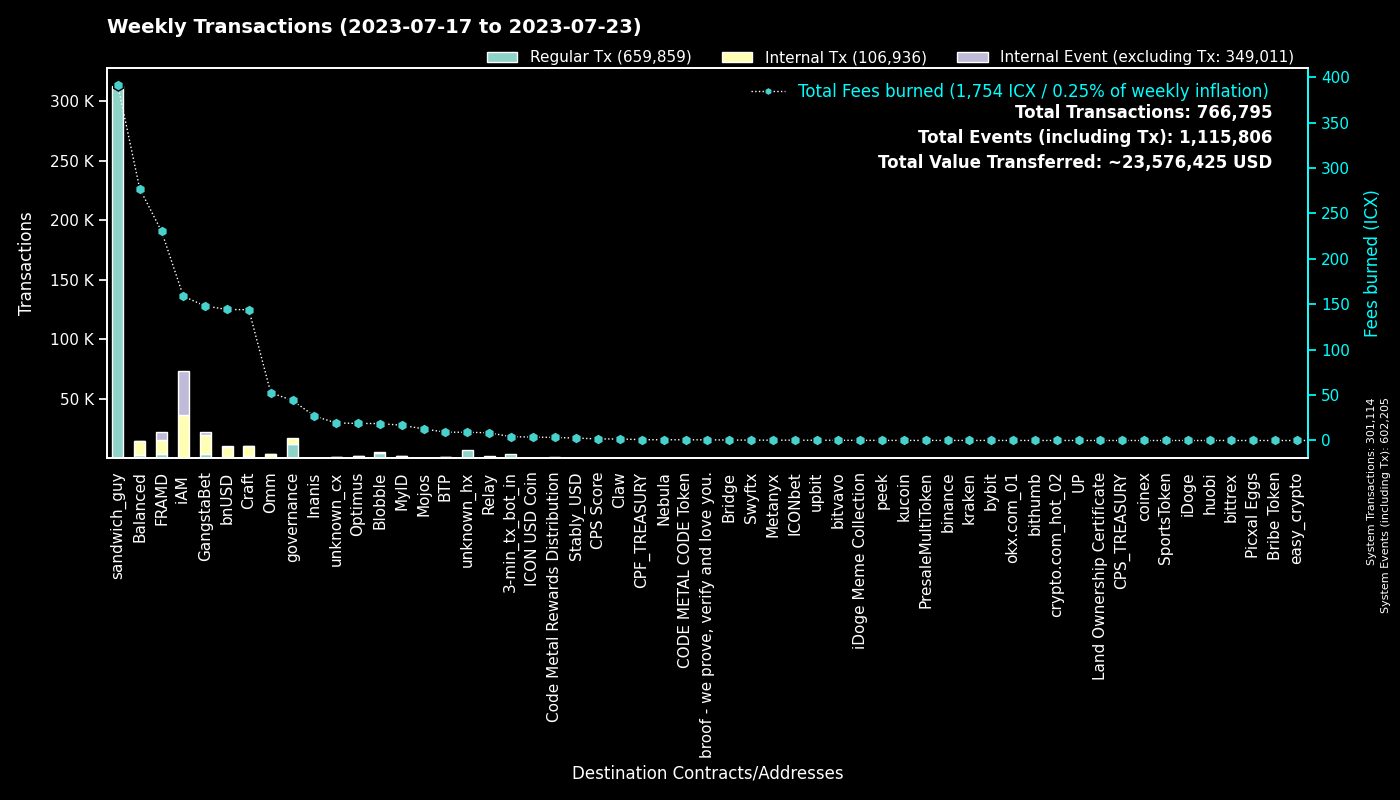 Weekly Transactions (2023-07-17 to 2023-07-23)
Regular Tx (659,859)
Internal Tx (106,936)
Internal Event (excluding Tx: 349,011)
Total Fees burned (1,754 ICX / 0.25% of weekly inflation)
Total Transactions: 766,795
Total Events (including Tx): 1,115,806
Total Value Transferred: ~23,576,425 USD
Transactions
300 K
250 K
200 K
150 K
100 K
50 K
400
350
300
250
200
150
100
50
0
Fees burned (ICX)
System Transactions: 301,114
System Events (including Tx): 602,205
sandwich_guy
Balanced
FRAMD
iAM
GangstaBet
bnUSD
Craft
Omm
governance
Inanis
unknown_cx
Optimus
Blobble
MyID
Mojos
BTP
unknown_hx
Relay
3-min_tx_bot_in
ICON USD Coin
Code Metal Rewards Distribution
Stably_USD
CPS Score
Claw
CPF_TREASURY
Nebula
CODE METAL CODE Token
broof - we prove, verify and love you.
Bridge
Swyftx
Metanyx
ICONbet
upbit
bitvavo
iDoge Meme Collection
peek
kucoin
PresaleMultiToken
binance
kraken
bybit
okx.com_01
bithumb
crypto.com_hot_02
UP
Land Ownership Certificate
CPS_TREASURY
coinex
SportsToken
iDoge
huobi
bittrex
Picxal Eggs
Bribe Token
easy_crypto
Destination Contracts/Addresses